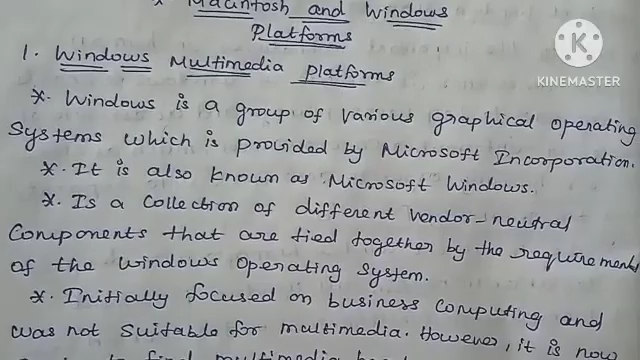 * Macintosh and Windows
Platforms
1. Windows Multimedia platforms
*. Windows is a group of various graphical operating
Systems which is provided by Microsoft Incorporation.
*. It is also known as Microsoft Windows.
*. Is a collection of different vendor-neutral
Components that are tied together by the requirements
of the Windows Operating System.
*. Initially focused on business computing and
was not suitable for multimedia. However, it is now
to find multimedia
KINEMASTER